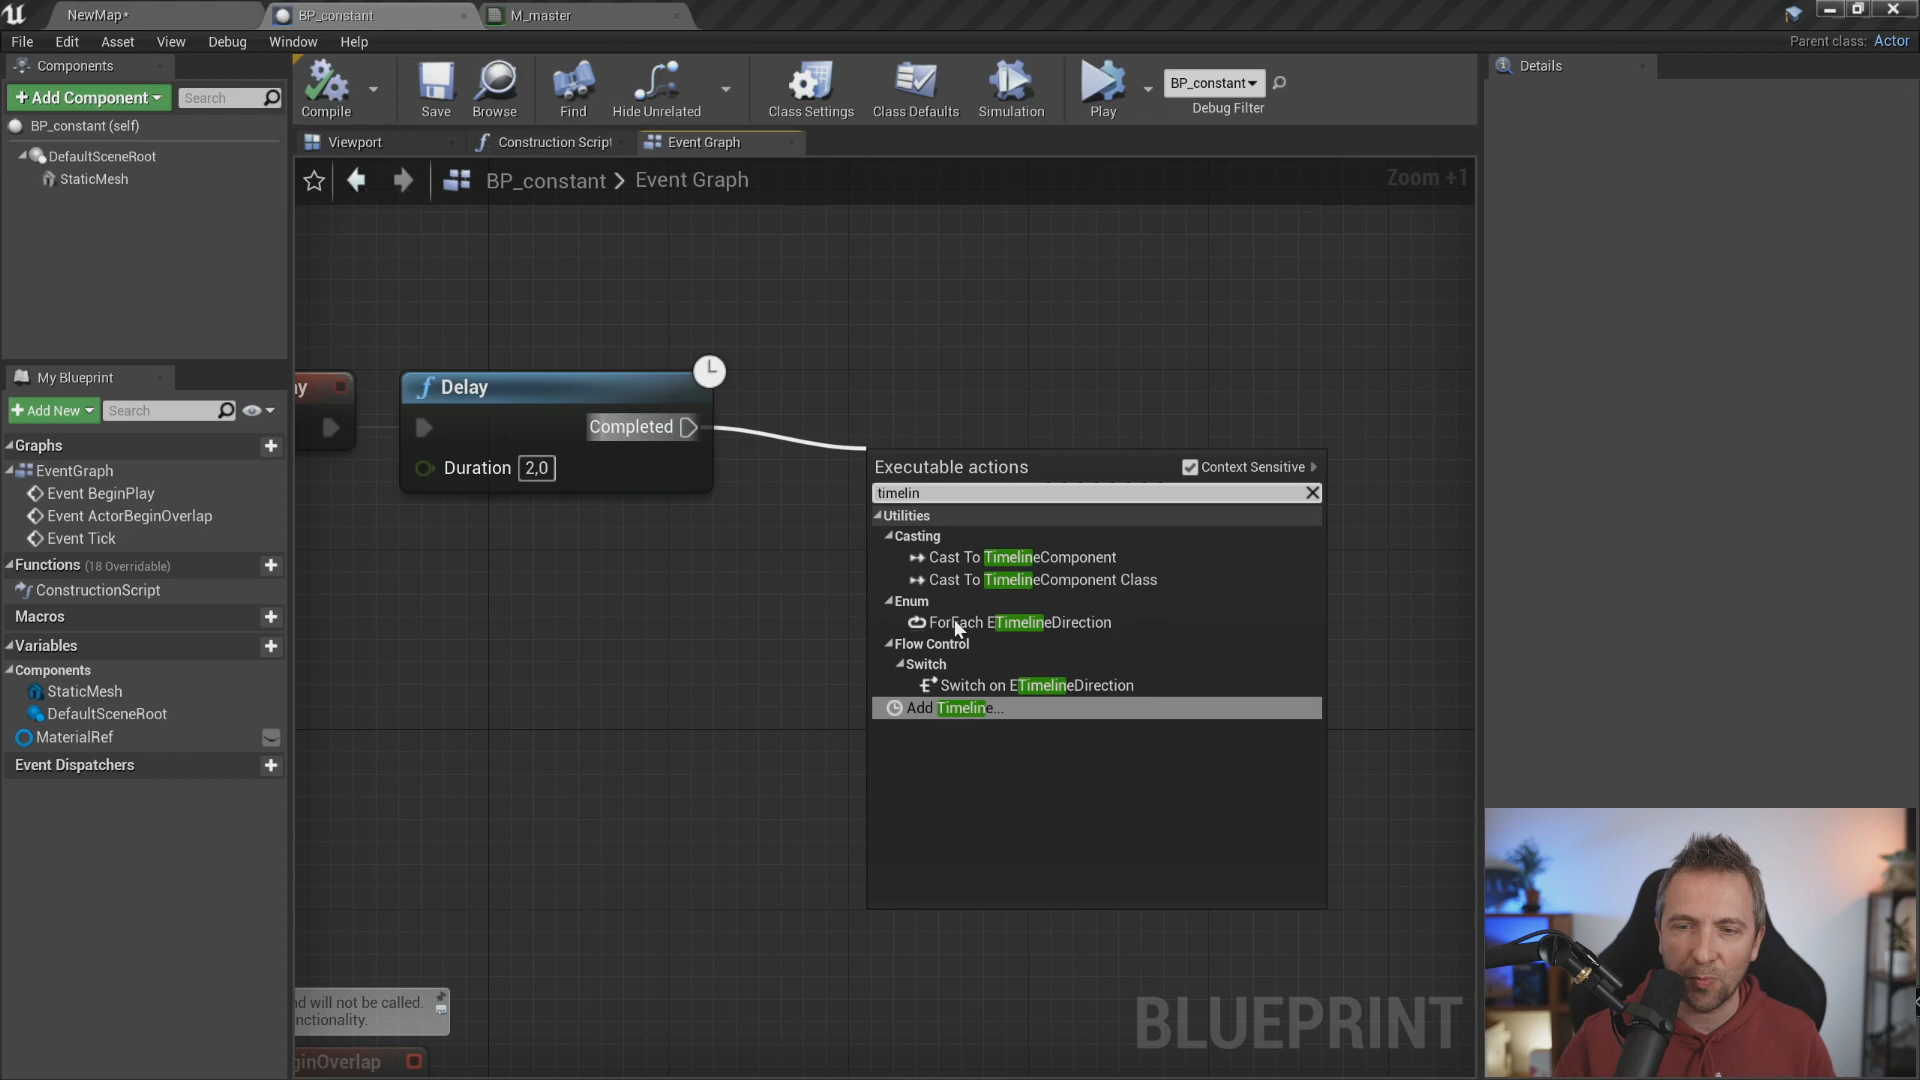 NewMap*
BP_constant
M_master
File Edit Asset View Debug Window Help
Parent class: Actor
Components
+ Add Component
Search
BP_constant (self)
DefaultSceneRoot
StaticMesh
Compile
Save
Browse
Find
Hide Unrelated
Class Settings
Class Defaults
Simulation
Play
BP_constant
Debug Filter
Details
Viewport
Construction Script
Event Graph
BP_constant > Event Graph
Zoom +1
My Blueprint
+ Add New
Search
Graphs
EventGraph
Event BeginPlay
Event ActorBeginOverlap
Event Tick
Functions (18 Overridable)
ConstructionScript
Macros
Variables
Components
StaticMesh
DefaultSceneRoot
MaterialRef
Event Dispatchers
ay
Delay
Completed
Duration 2,0
Executable actions
Context Sensitive
timelin
Utilities
Casting
Cast To TimelineComponent
Cast To TimelineComponent Class
Enum
ForEach ETimelineDirection
Flow Control
Switch
Switch on ETimelineDirection
Add Timeline...
nd will not be called.
nctionality.
ginOverlap
BLUEPRINT